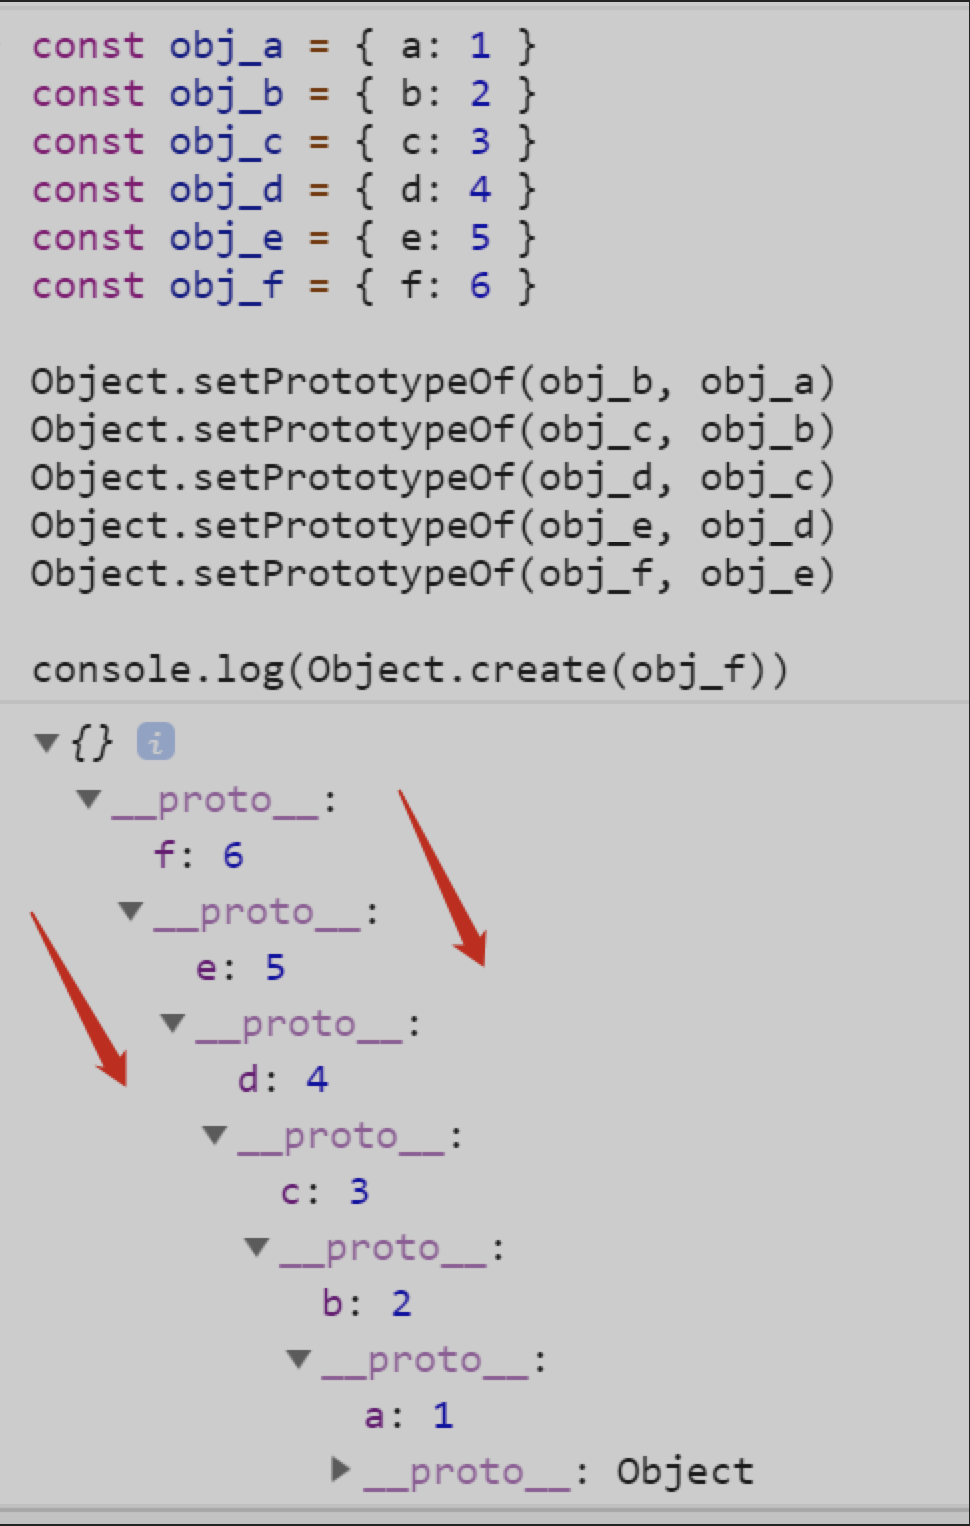 const obj_a = { a: 1 }
const obj_b = { b: 2 }
const obj_c = { c: 3 }
const obj_d = { d: 4 }
const obj_e = { e: 5 }
const obj_f = { f: 6 }
Object.setPrototypeOf(obj_b, obj_a)
Object.setPrototypeOf(obj_c, obj_b)
Object.setPrototypeOf(obj_d, obj_c)
Object.setPrototypeOf(obj_e, obj_d)
Object.setPrototypeOf(obj_f, obj_e)
console.log(Object.create(obj_f))
▼ {} i
▼ __proto__:
f: 6
▼ __proto__:
e: 5
▼ __proto__:
d: 4
▼ __proto__:
c: 3
▼ __proto__:
b: 2
▼ __proto__:
a: 1
▶ __proto__: Object